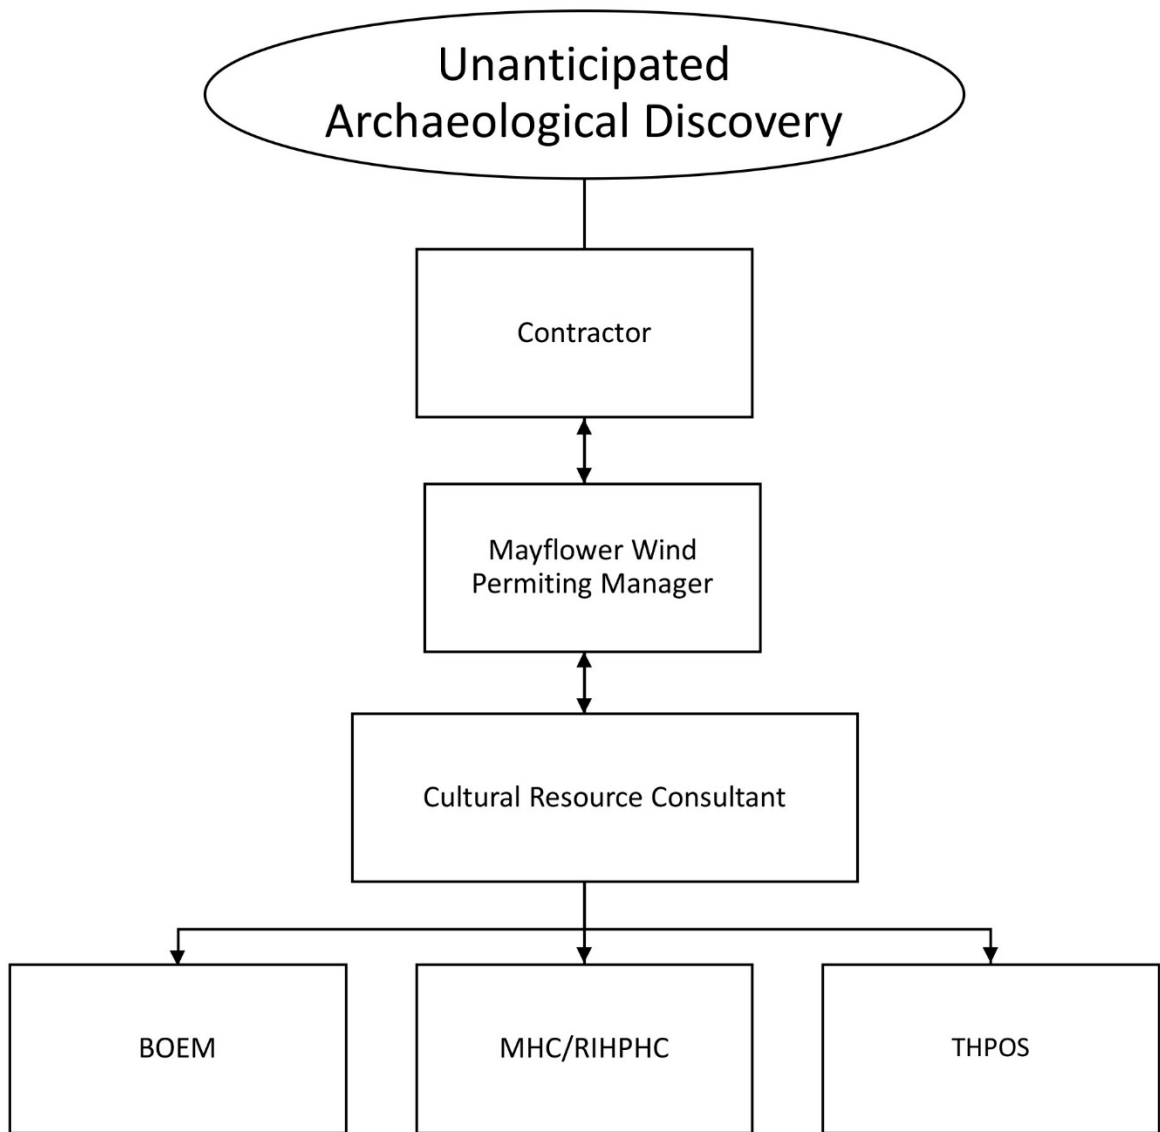 Unanticipated
Archaeological Discovery
Contractor
Mayflower Wind
Permiting Manager
Cultural Resource Consultant
BOEM
MHC/RIHPHC
THPOS